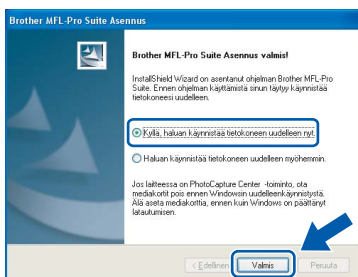 Brother MFL-Pro Suite Asennus
Brother MFL-Pro Suite Asennus valmis!
InstallShield Wizard on asentanut ohjelman Brother MFL-Pro
Suite. Ennen ohjelman käyttämistä sinun täytyy käynnistää
tietokoneesi uudelleen.
Kyllä, haluan käynnistää tietokoneen uudelleen nyt.
Haluan käynnistää tietokoneen uudelleen myöhemmin.
Jos laitteessa on PhotoCapture Center -toiminto, ota
mediakortit pois ennen Windowsin uudelleenkäynnistystä.
Älä aseta mediakorttia, ennen kuin Windows on päättänyt
latautumisen.
< Edellinen
Valmis
Peruuta